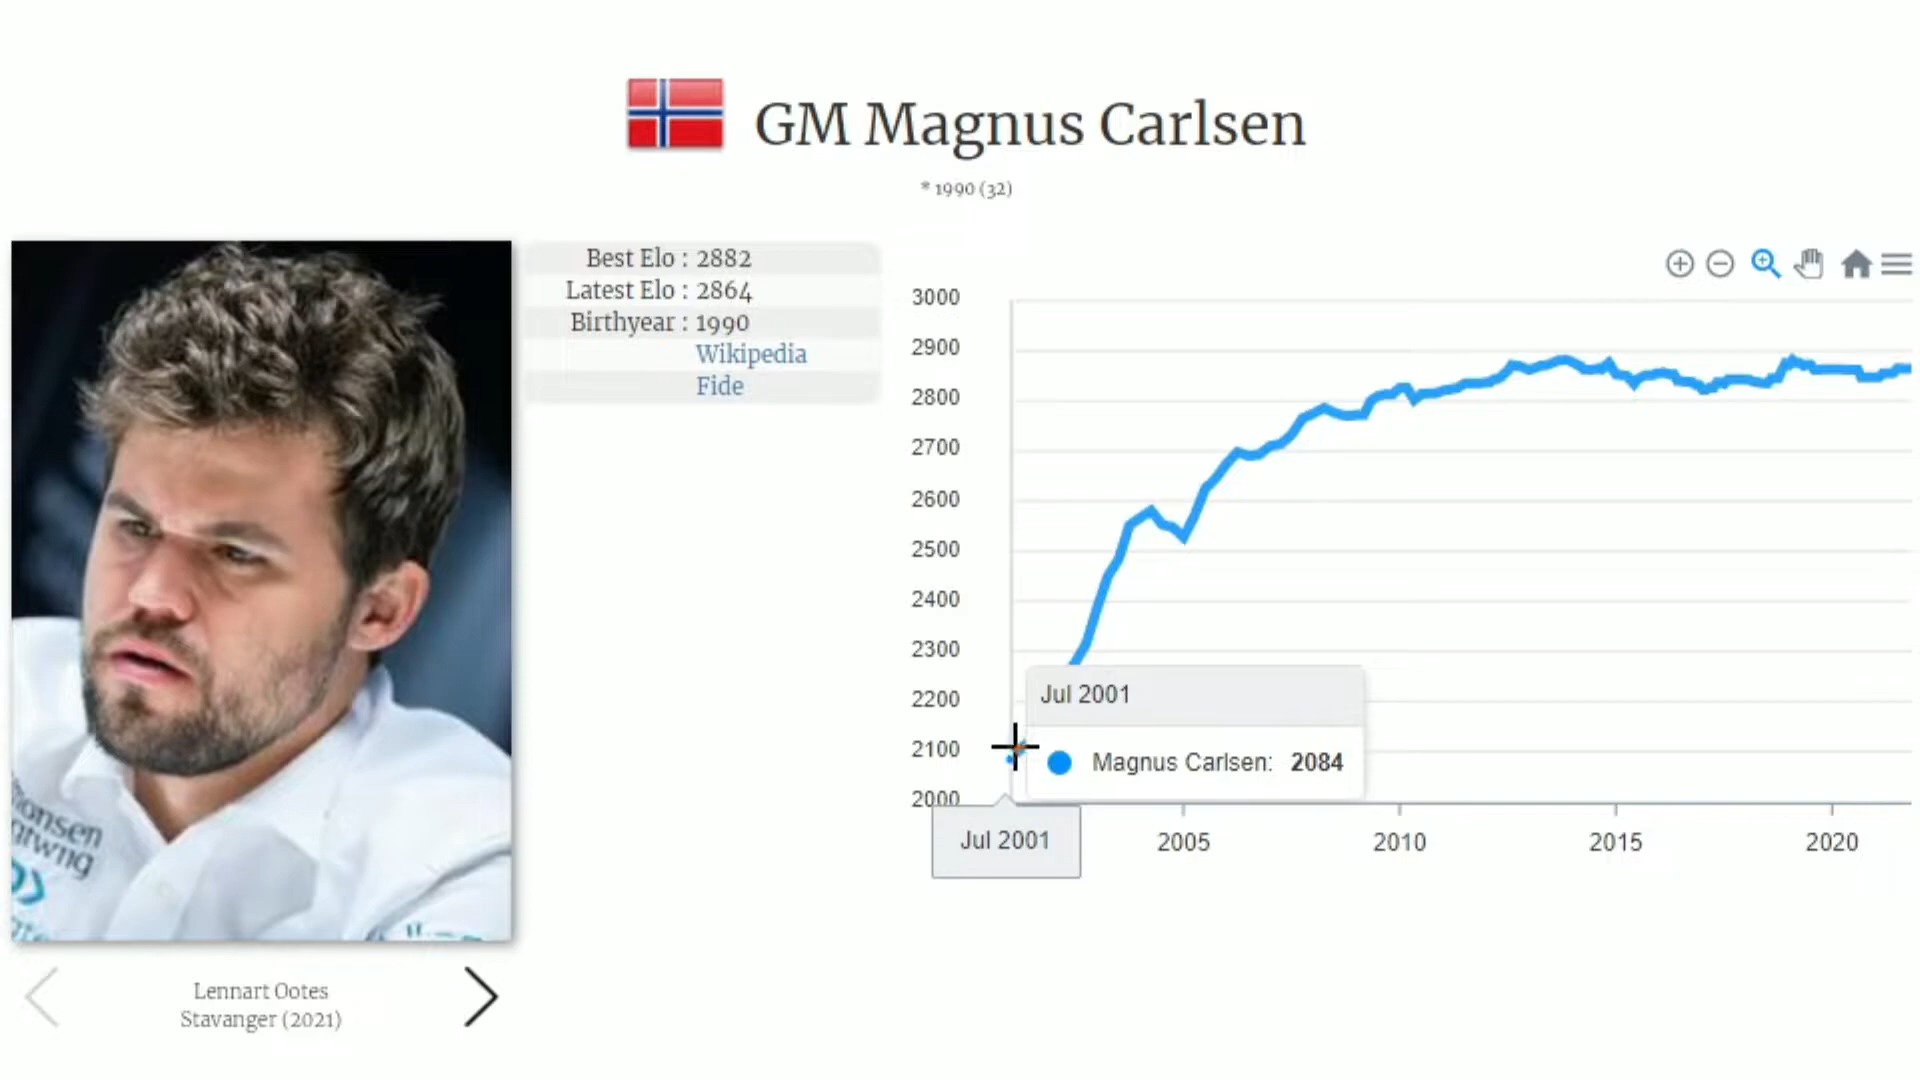 GM Magnus Carlsen
* 1990 (32)
Best Elo : 2882
Latest Elo : 2864
Birthyear : 1990
Wikipedia
Fide
3000
2900
2800
2700
2600
2500
2400
2300
2200
2100
2000
Jul 2001
Magnus Carlsen: 2084
Jul 2001
2005
2010
2015
2020
Lennart Ootes
Stavanger (2021)